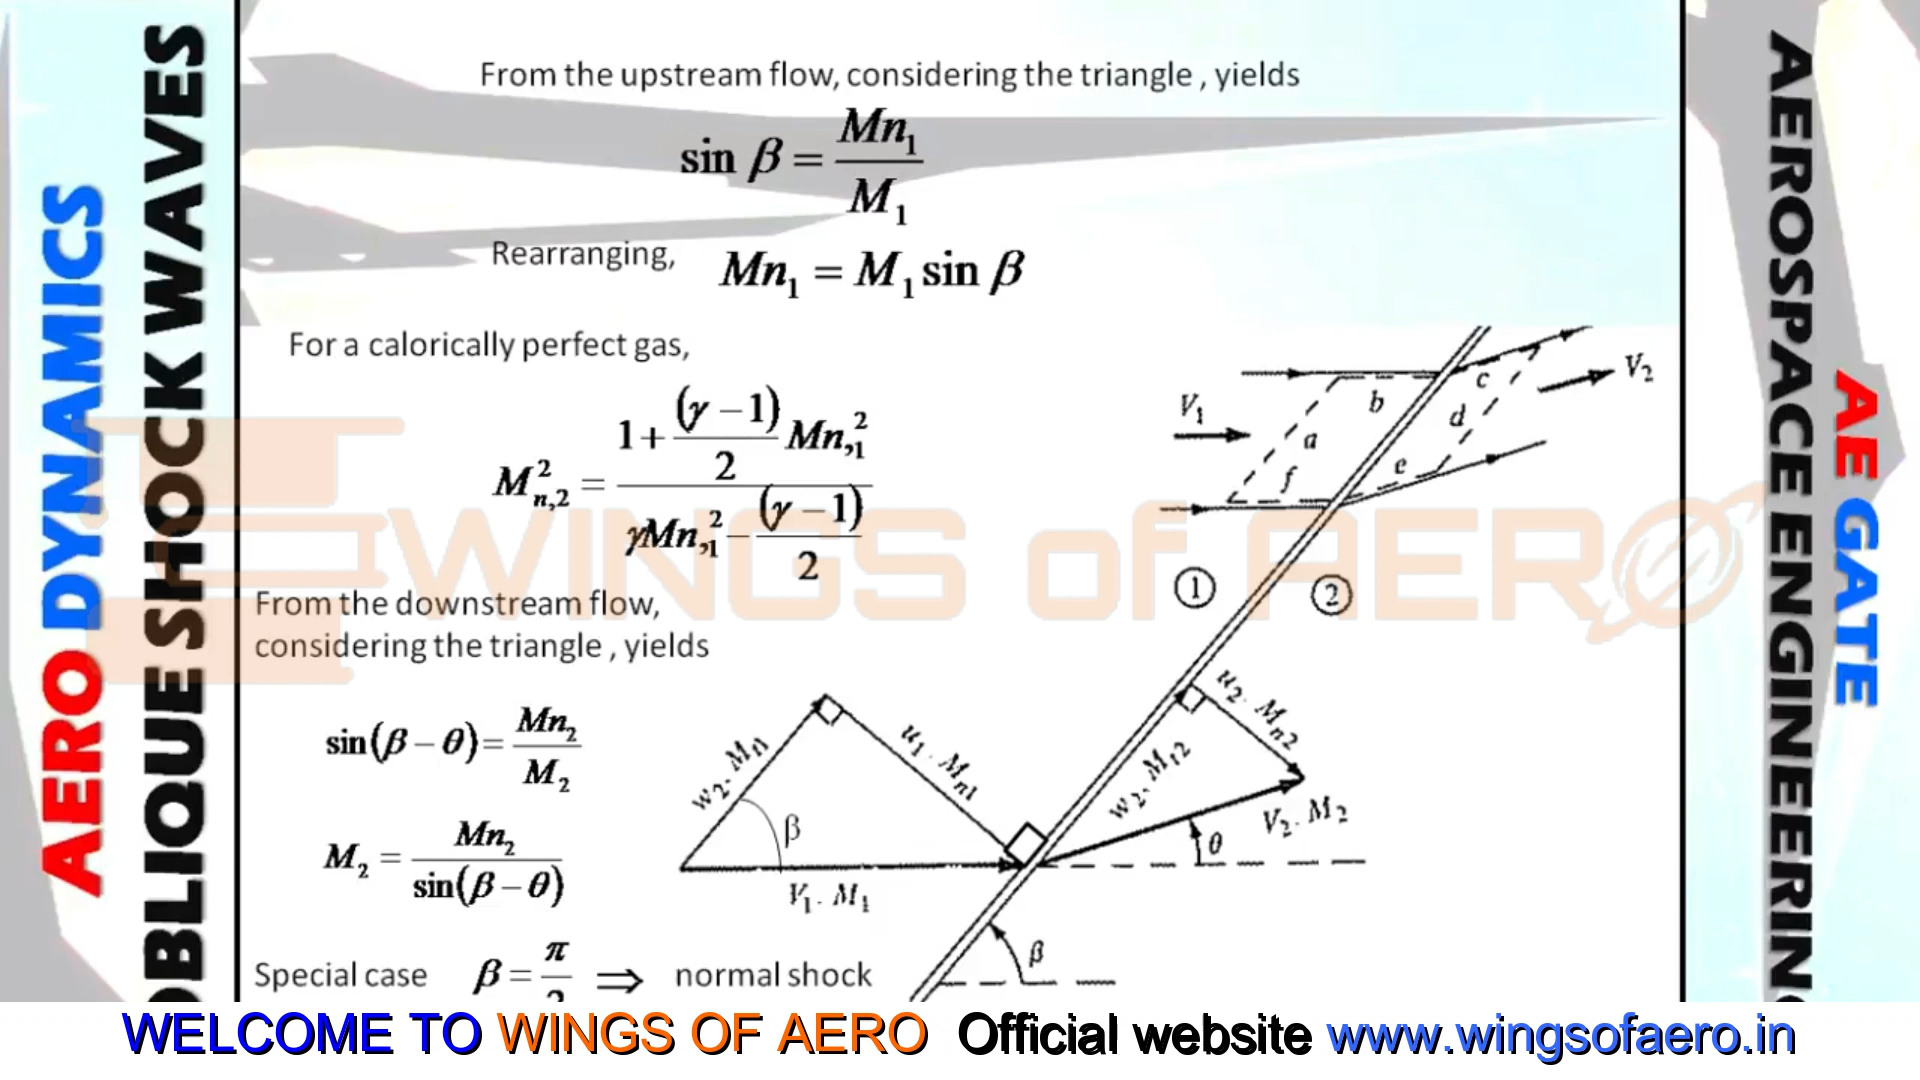 AERO DYNAMICS
OBLIQUE SHOCK WAVES
From the upstream flow, considering the triangle , yields
sin β = Mn₁ / M₁
Rearranging, Mn₁ = M₁ sin β
For a calorically perfect gas,
M²n,2 = (1 + (γ – 1)/2 Mn,₁²) / (γMn,₁² – (γ – 1)/2)
From the downstream flow,
considering the triangle , yields
sin(β – θ) = Mn₂ / M₂
M₂ = Mn₂ / sin(β – θ)
Special case β = π/2 ⇒ normal shock
V₁
V₂
a
b
c
d
e
f
① ②
w₂, Mt1
u₁, Mn1
β
V₁, M₁
u₂, Mn2
w₂, Mt2
V₂, M₂
θ
β
WINGS of AERO
AEROSPACE ENGINEERING
AE GATE
WELCOME TO WINGS OF AERO Official website www.wingsofaero.in